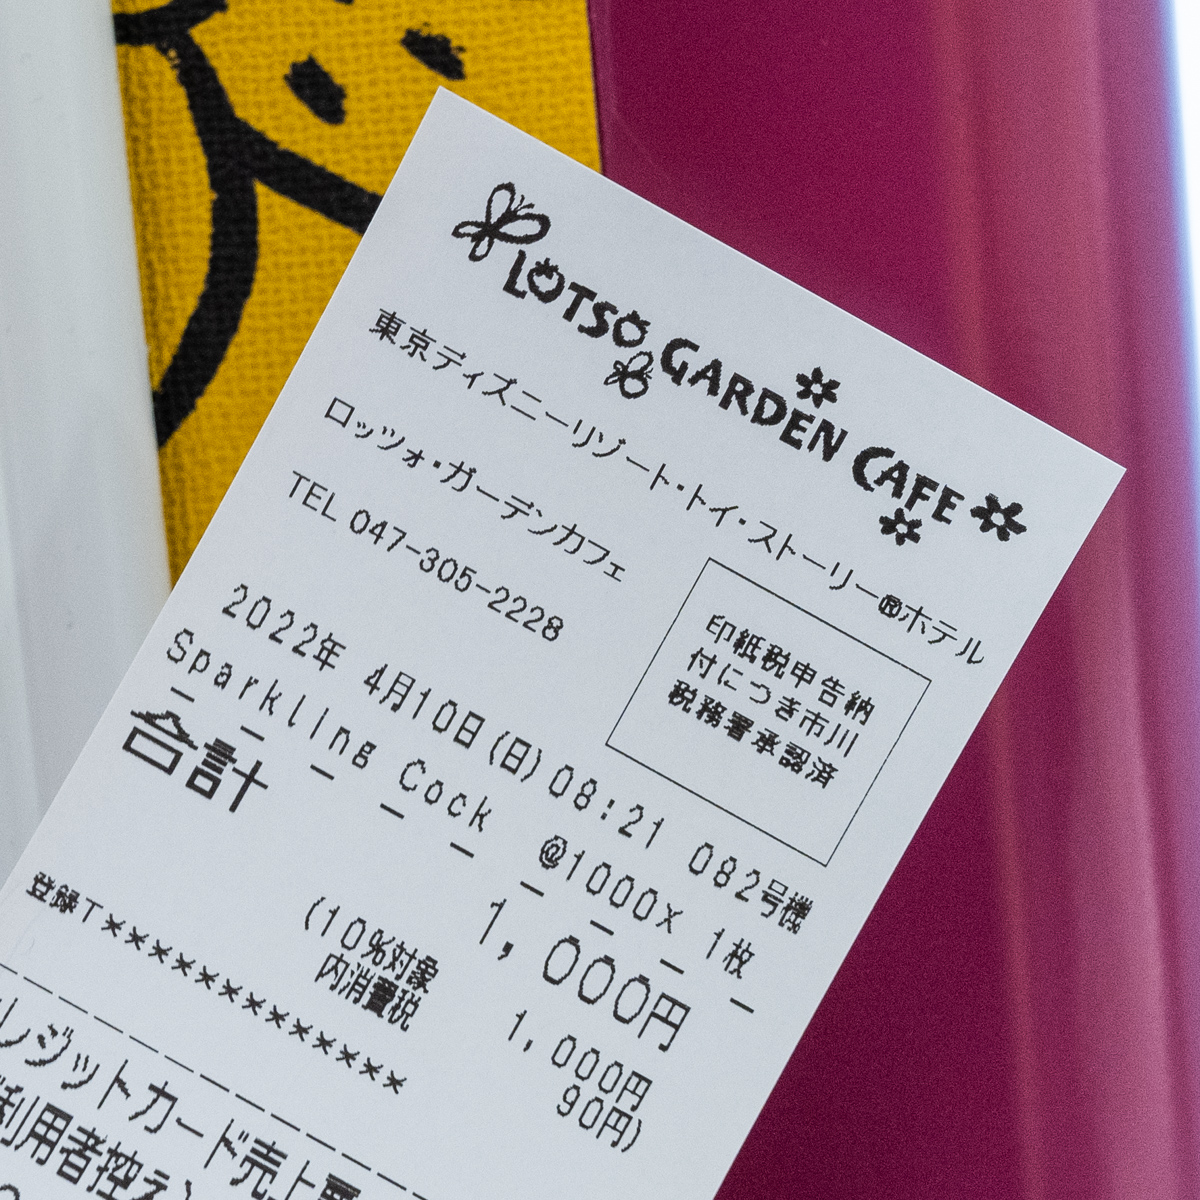 LOTSO GARDEN CAFE
東京ディズニーリゾート・トイ・ストーリー®ホテル
ロッツォ・ガーデンカフェ
TEL 047-305-2228
印紙税申告納
付につき市川
税務署承認済
2022年 4月10日(日)08:21 082号機
Sparkling Cock @1000x 1枚
合計 1,000円
(10%対象 1,000円
内消費税 90円)
登録T*************
レジットカード売上票
利用者控え